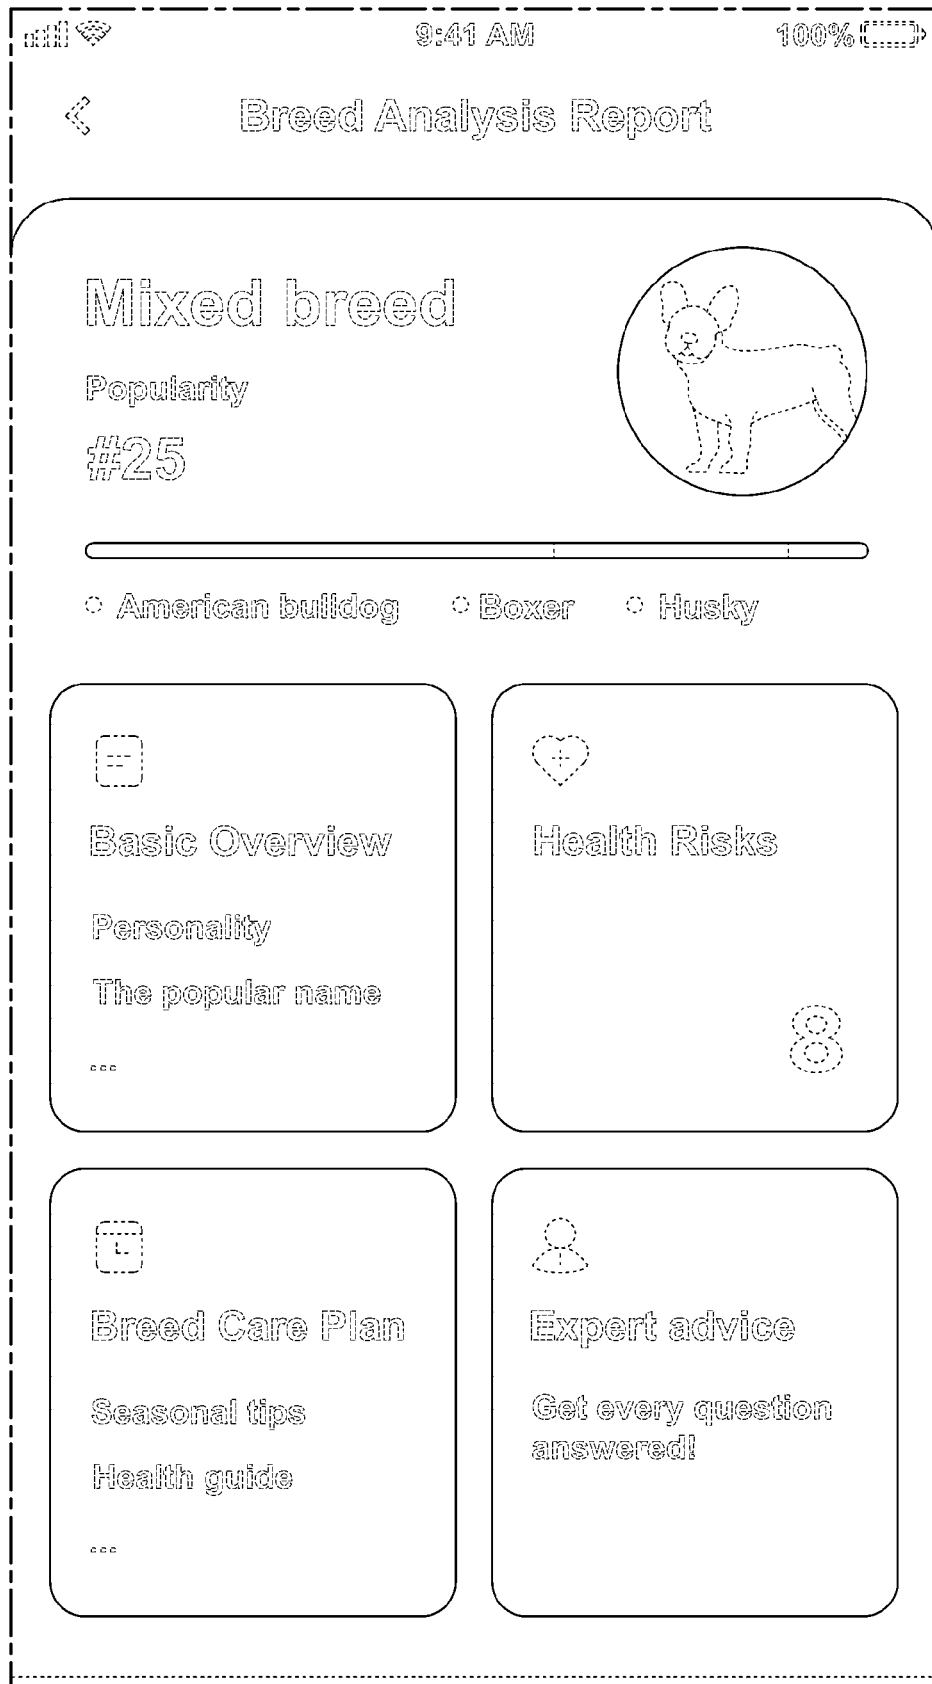 9:41 AM 100%
Breed Analysis Report
Mixed breed
Popularity
#25
American bulldog Boxer Husky
Basic Overview
Personality
The popular name
...
Health Risks
8
Breed Care Plan
Seasonal tips
Health guide
...
Expert advice
Get every question
answered!